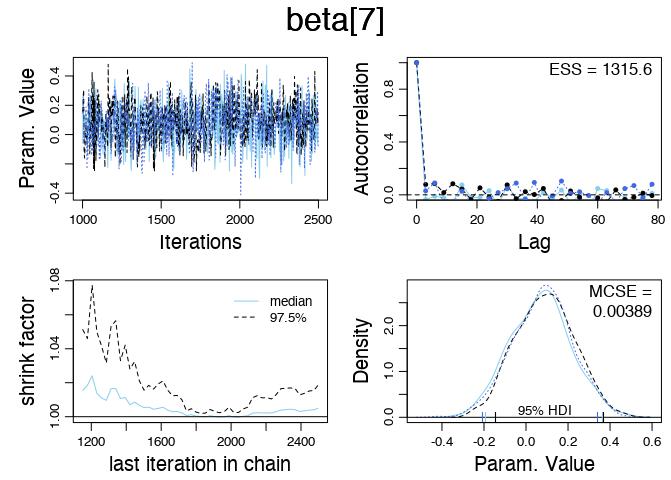 beta[7]
Param. Value
-0.4 0.0 0.2 0.4
1000 1500 2000 2500
Iterations
Autocorrelation
0.0 0.4 0.8
ESS = 1315.6
0 20 40 60 80
Lag
shrink factor
1.00 1.04 1.08
median
97.5%
1200 1600 2000 2400
last iteration in chain
Density
0.0 1.0 2.0
MCSE =
0.00389
95% HDI
-0.4 -0.2 0.0 0.2 0.4 0.6
Param. Value